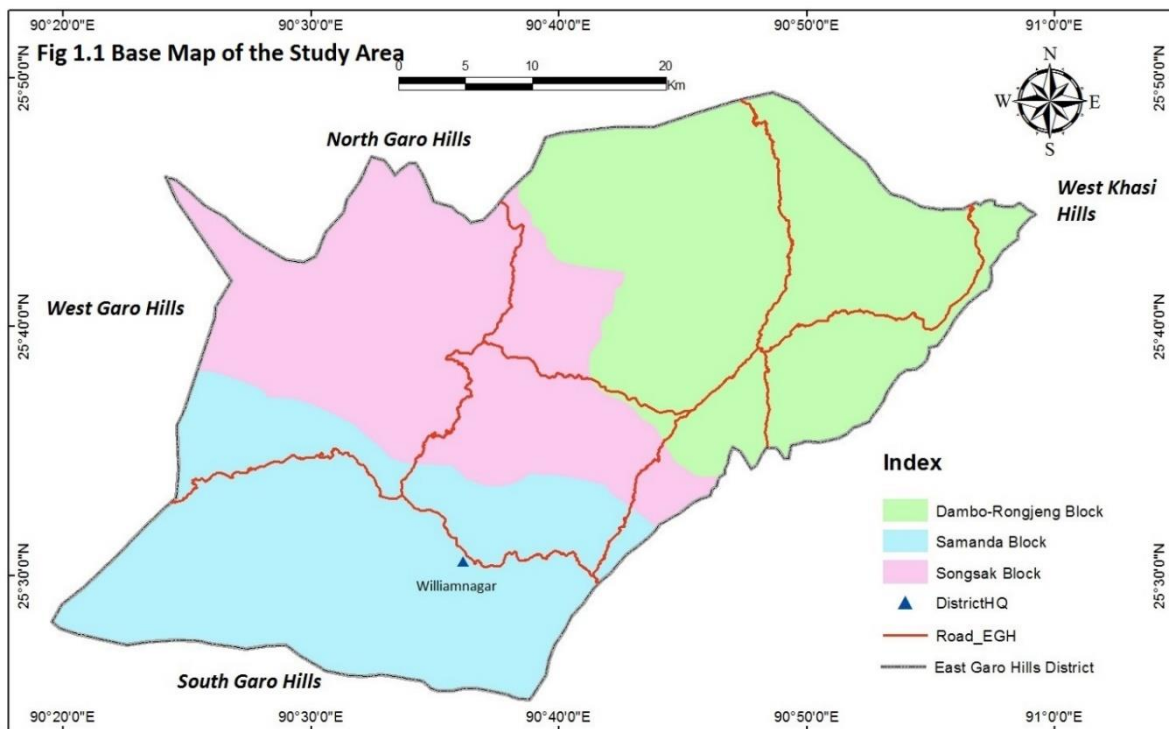 90°20'0"E 90°30'0"E 90°40'0"E 90°50'0"E 91°0'0"E
Fig 1.1 Base Map of the Study Area
0 5 10 20
Km
N
W E
S
25°50'0"N 25°50'0"N
North Garo Hills
West Khasi
Hills
West Garo Hills
25°40'0"N 25°40'0"N
Index
Dambo-Rongjeng Block
Samanda Block
Songsak Block
DistrictHQ
Road_EGH
East Garo Hills District
25°30'0"N 25°30'0"N
Williamnagar
South Garo Hills
90°20'0"E 90°30'0"E 90°40'0"E 90°50'0"E 91°0'0"E